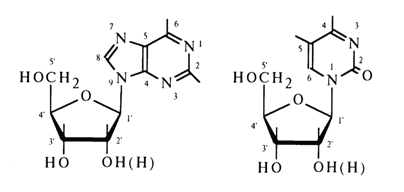 6 4
N 7 5 N 1 5 N 3
8 2 6 1 2 O
5' N 9 4 N 3 5' N
HOCH2 O HOCH2 O
4' 1' 4' 1'
3' 2' 3' 2'
HO OH(H) HO OH(H)